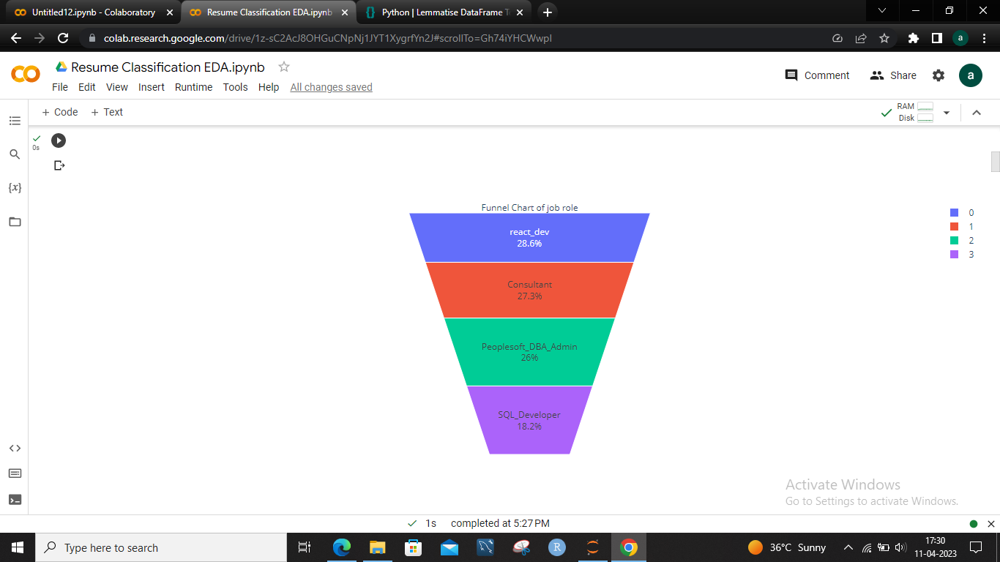 Untitled12.ipynb - Colaboratory
Resume Classification EDA.ipynb
Python | Lemmatise DataFrame T
colab.research.google.com/drive/1z-sC2AcJ8OHGuCNpNj1JYT1XygrfYn2J#scrollTo=Gh74iYHCWwpI
a
Resume Classification EDA.ipynb
File Edit View Insert Runtime Tools Help All changes saved
Comment Share a
+ Code + Text
RAM
Disk
0s
{x}
Funnel Chart of job role
react_dev
28.6%
Consultant
27.3%
Peoplesoft_DBA_Admin
26%
SQL_Developer
18.2%
0
1
2
3
Activate Windows
Go to Settings to activate Windows.
1s completed at 5:27 PM
Type here to search
R
36°C Sunny
17:30
11-04-2023